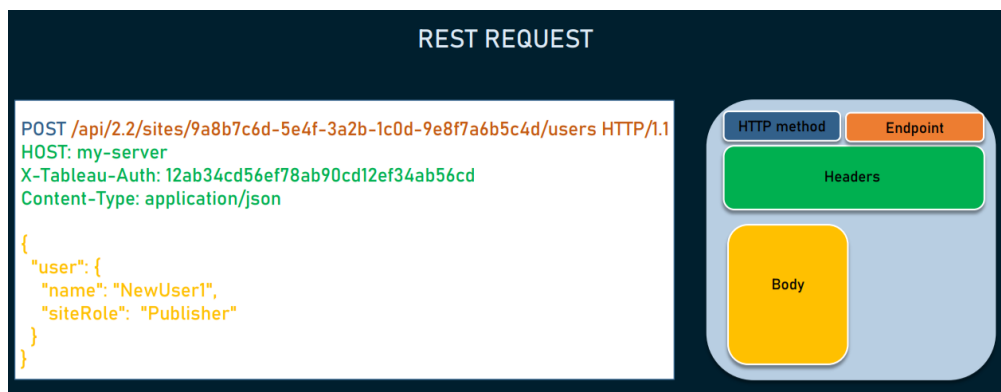 REST REQUEST
POST /api/2.2/sites/9a8b7c6d-5e4f-3a2b-1c0d-9e8f7a6b5c4d/users HTTP/1.1
HOST: my-server
X-Tableau-Auth: 12ab34cd56ef78ab90cd12ef34ab56cd
Content-Type: application/json
{
"user": {
"name": "NewUser1",
"siteRole": "Publisher"
}
}
HTTP method
Endpoint
Headers
Body